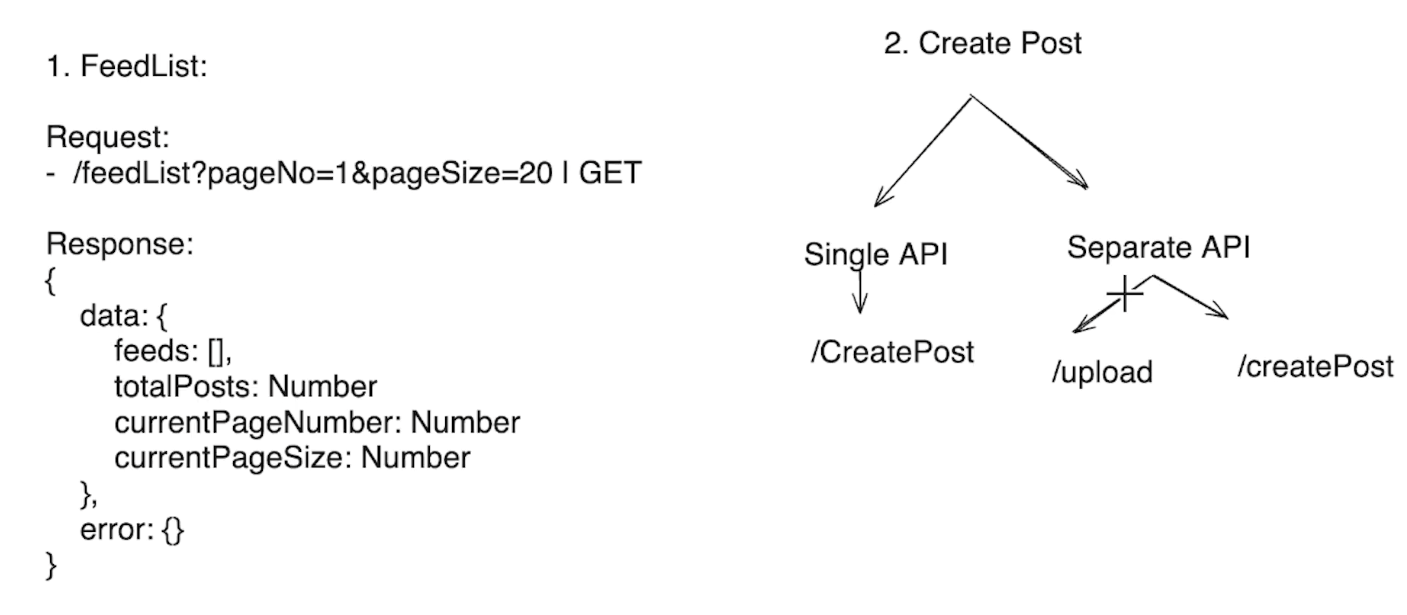 1. FeedList:
Request:
- /feedList?pageNo=1&pageSize=20 | GET
Response:
{
data: {
feeds: [],
totalPosts: Number
currentPageNumber: Number
currentPageSize: Number
},
error: {}
}
2. Create Post
Single API
Separate API
/CreatePost
/upload
/createPost